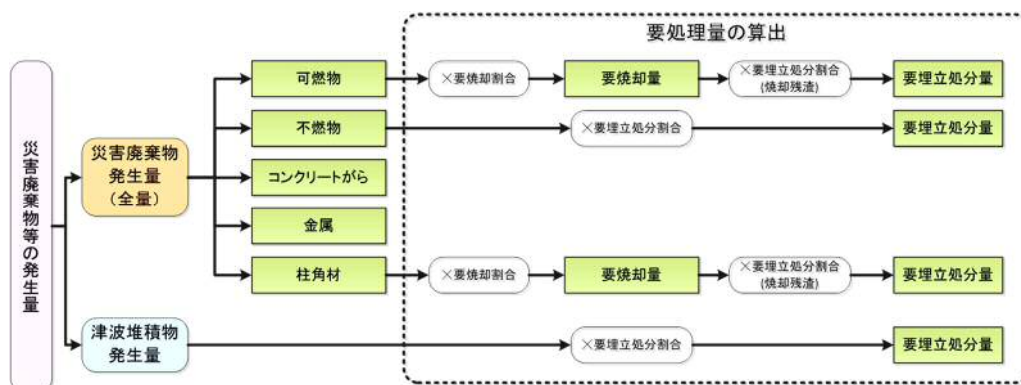 要処理量の算出
災害廃棄物等の発生量
災害廃棄物
発生量
（全量）
可燃物
×要焼却割合
要焼却量
×要埋立処分割合
(焼却残渣)
要埋立処分量
不燃物
×要埋立処分割合
要埋立処分量
コンクリートがら
金属
柱角材
×要焼却割合
要焼却量
×要埋立処分割合
(焼却残渣)
要埋立処分量
津波堆積物
発生量
×要埋立処分割合
要埋立処分量